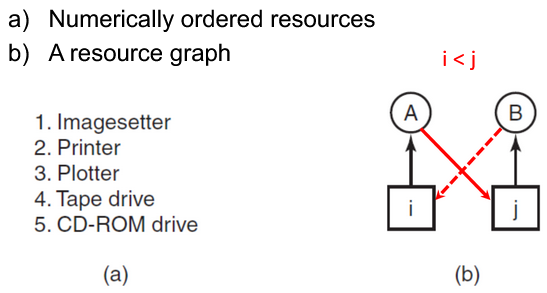 a) Numerically ordered resources
b) A resource graph
i < j
1. Imagesetter
2. Printer
3. Plotter
4. Tape drive
5. CD-ROM drive
(a)
A B
i j
(b)